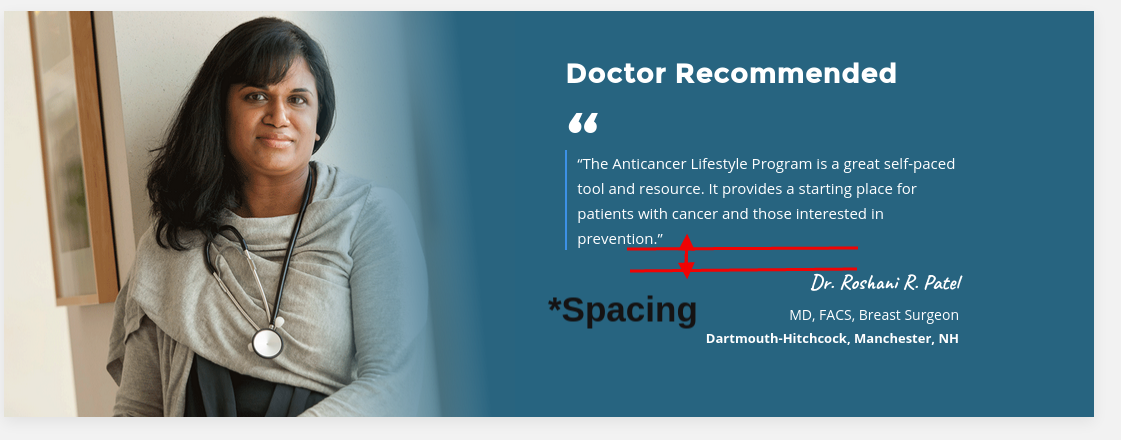 Doctor Recommended
“
“The Anticancer Lifestyle Program is a great self-paced
tool and resource. It provides a starting place for
patients with cancer and those interested in
prevention.”
Dr. Roshani R. Patel
*Spacing
MD, FACS, Breast Surgeon
Dartmouth-Hitchcock, Manchester, NH